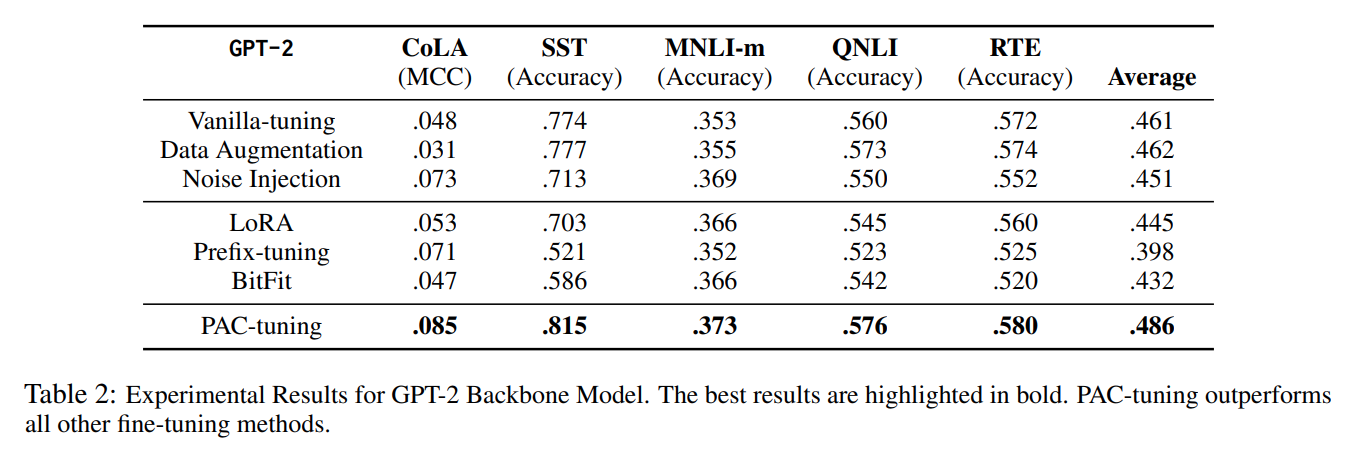 GPT-2 CoLA SST MNLI-m QNLI RTE
(MCC) (Accuracy) (Accuracy) (Accuracy) (Accuracy) Average
Vanilla-tuning .048 .774 .353 .560 .572 .461
Data Augmentation .031 .777 .355 .573 .574 .462
Noise Injection .073 .713 .369 .550 .552 .451
LoRA .053 .703 .366 .545 .560 .445
Prefix-tuning .071 .521 .352 .523 .525 .398
BitFit .047 .586 .366 .542 .520 .432
PAC-tuning .085 .815 .373 .576 .580 .486
Table 2: Experimental Results for GPT-2 Backbone Model. The best results are highlighted in bold. PAC-tuning outperforms
all other fine-tuning methods.